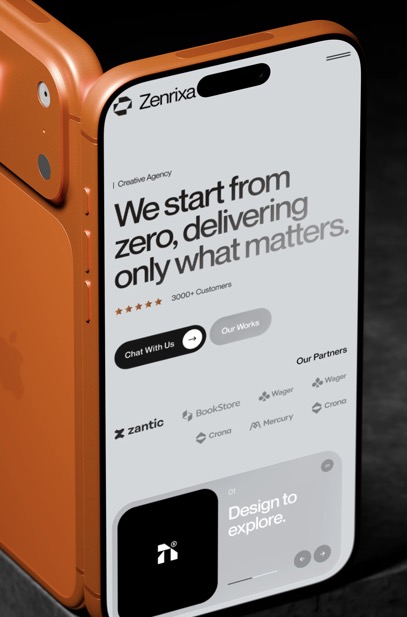 Zenrixa
| Creative Agency
We start from
zero, delivering
only what matters.
3000+ Customers
Chat With Us
Our Works
Our Partners
zantic
BookStore
Wager
Wager
Crona
Mercury
Crona
01
Design to
explore.